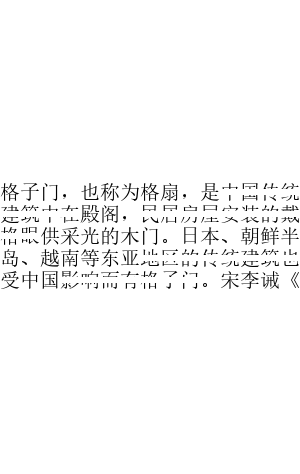 格子门，也称为格扇，是中国传统
建筑中在殿阁，民居房屋安装的戴
格眼供采光的木门。日本、朝鲜半
岛、越南等东亚地区的传统建筑也
受中国影响而有格子门。宋李诫《